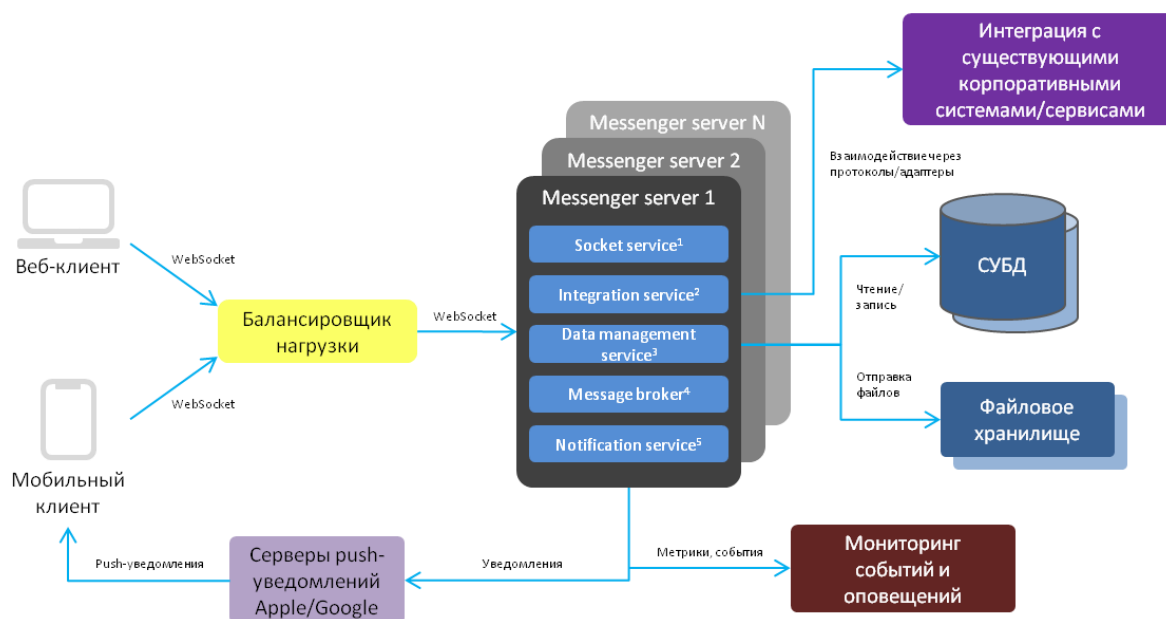 Интеграция с
существующими
корпоративными
системами/сервисами
Messenger server N
Messenger server 2
Messenger server 1
Взаимодействие через
протоколы/адаптеры
Socket service¹
Integration service²
Data management
service³
Message broker⁴
Notification service⁵
Веб-клиент
WebSocket
Балансировщик
нагрузки
WebSocket
WebSocket
Мобильный
клиент
СУБД
Чтение/
запись
Отправка
файлов
Файловое
хранилище
Push-уведомления
Серверы push-
уведомлений
Apple/Google
Уведомления
Метрики, события
Мониторинг
событий и
оповещений